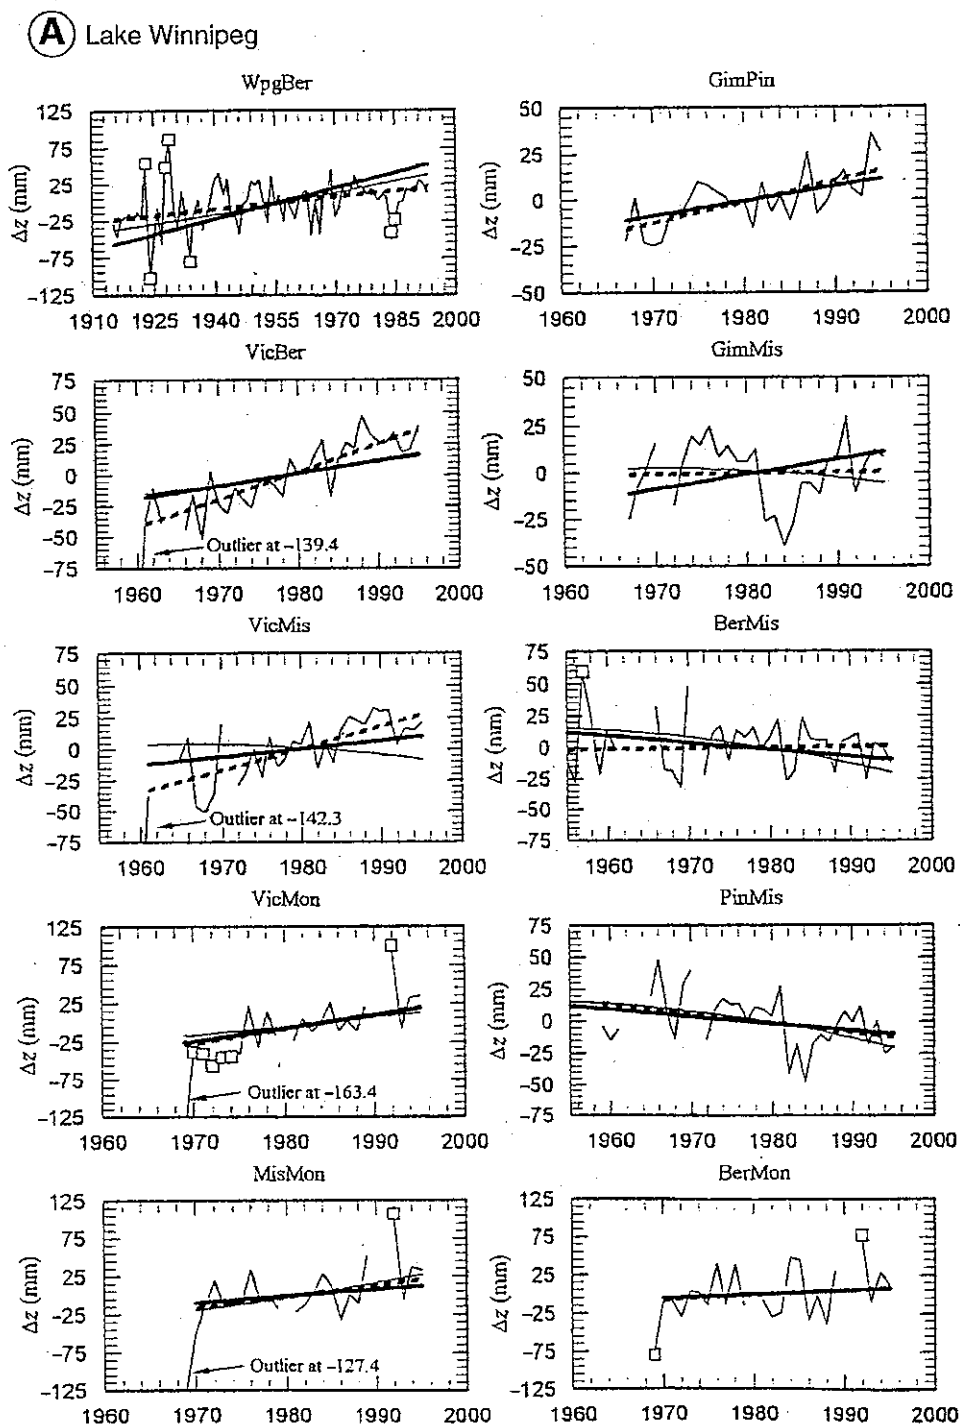 A Lake Winnipeg
WpgBer
125
75
25
−25
−75
−125
Δz (mm)
1910 1925 1940 1955 1970 1985 2000
GimPin
50
25
0
−25
−50
Δz (mm)
1960 1970 1980 1990 2000
VicBer
75
50
25
0
−25
−50
−75
Δz (mm)
Outlier at −139.4
1960 1970 1980 1990 2000
GimMis
50
25
0
−25
−50
Δz (mm)
1960 1970 1980 1990 2000
VicMis
75
50
25
0
−25
−50
−75
Δz (mm)
Outlier at −142.3
1960 1970 1980 1990 2000
BerMis
75
50
25
0
−25
−50
−75
Δz (mm)
1960 1970 1980 1990 2000
VicMon
125
75
25
−25
−75
−125
Δz (mm)
Outlier at −163.4
1960 1970 1980 1990 2000
PinMis
75
50
25
0
−25
−50
−75
Δz (mm)
1960 1970 1980 1990 2000
MisMon
125
75
25
−25
−75
−125
Δz (mm)
Outlier at −127.4
1960 1970 1980 1990 2000
BerMon
125
75
25
−25
−75
−125
Δz (mm)
1960 1970 1980 1990 2000